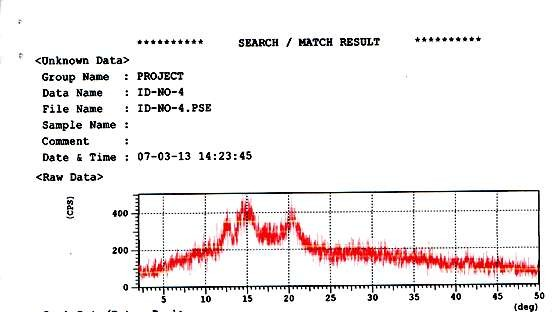 ********** SEARCH / MATCH RESULT **********
<Unknown Data>
Group Name : PROJECT
Data Name : ID-NO-4
File Name : ID-NO-4.PSE
Sample Name :
Comment :
Date & Time : 07-03-13 14:23:45
<Raw Data>
[CPS]
400
200
0
5 10 15 20 25 30 35 40 45 50
(deg)